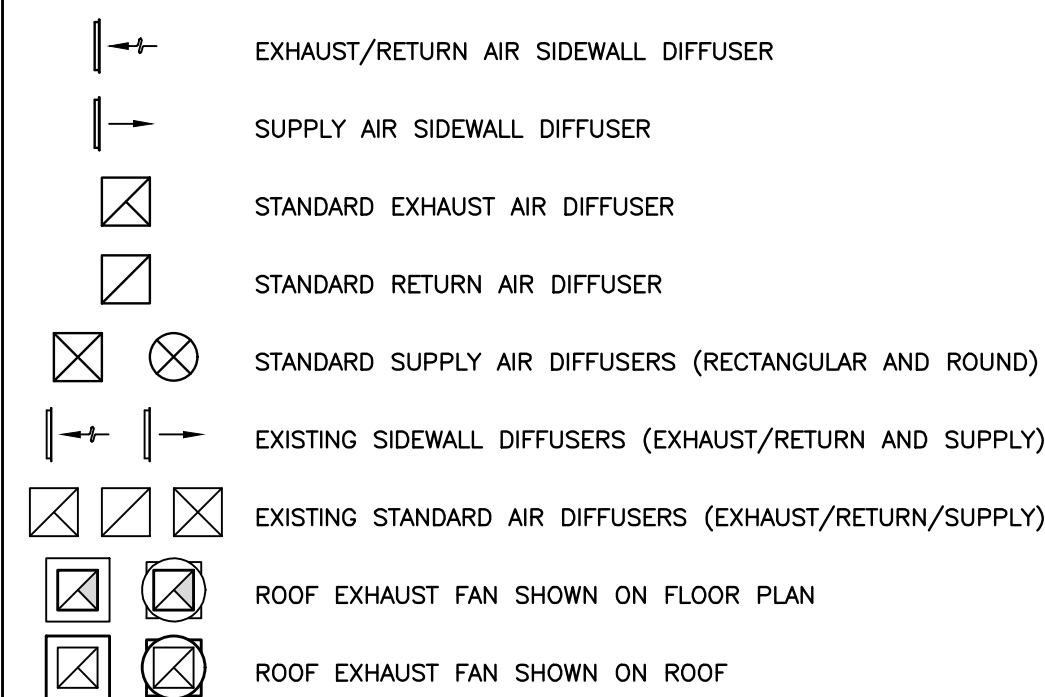 EXHAUST/RETURN AIR SIDEWALL DIFFUSER
SUPPLY AIR SIDEWALL DIFFUSER
STANDARD EXHAUST AIR DIFFUSER
STANDARD RETURN AIR DIFFUSER
STANDARD SUPPLY AIR DIFFUSERS (RECTANGULAR AND ROUND)
EXISTING SIDEWALL DIFFUSERS (EXHAUST/RETURN AND SUPPLY)
EXISTING STANDARD AIR DIFFUSERS (EXHAUST/RETURN/SUPPLY)
ROOF EXHAUST FAN SHOWN ON FLOOR PLAN
ROOF EXHAUST FAN SHOWN ON ROOF